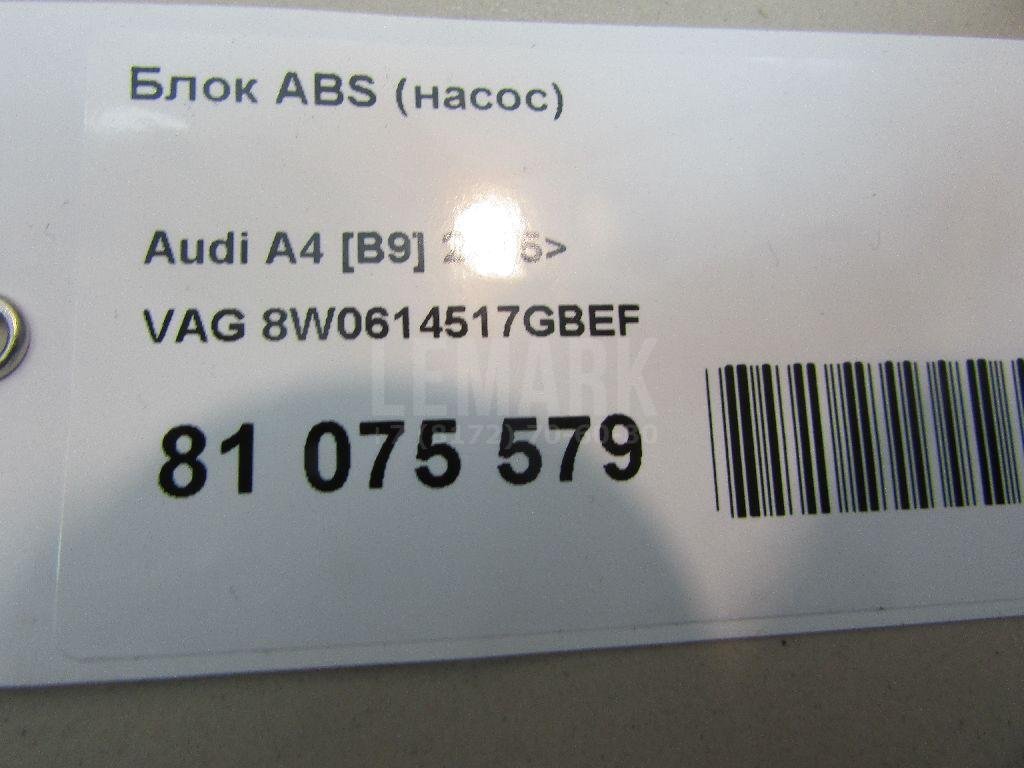 Блок ABS (насос)
Audi A4 [B9]
VAG 8W0614517GBEF
LEMARK
81 075 579